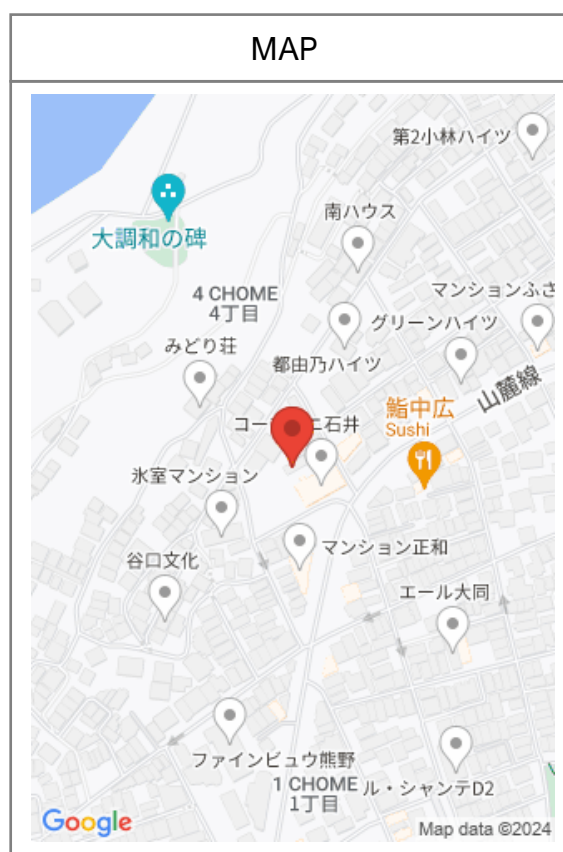 MAP
第2小林ハイツ
南ハウス
大調和の碑
4 CHOME
4丁目
マンションふさ
グリーンハイツ
みどり荘
都由乃ハイツ
山麓線
鮨中広
Sushi
コー
ニ石井
氷室マンション
マンション正和
谷口文化
エール大同
ファインビュウ熊野
1 CHOME
1丁目
ル・シャンテD2
Google
Map data ©2024